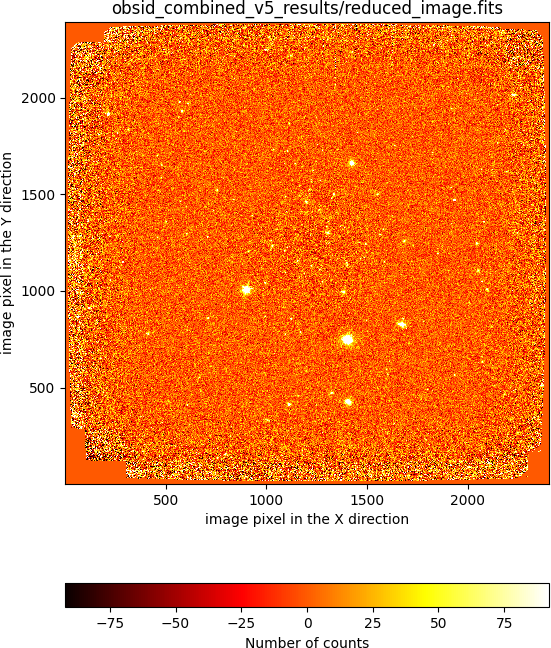 obsid_combined_v5_results/reduced_image.fits
2000
1500
1000
500
image pixel in the Y direction
500 1000 1500 2000
image pixel in the X direction
−75 −50 −25 0 25 50 75
Number of counts